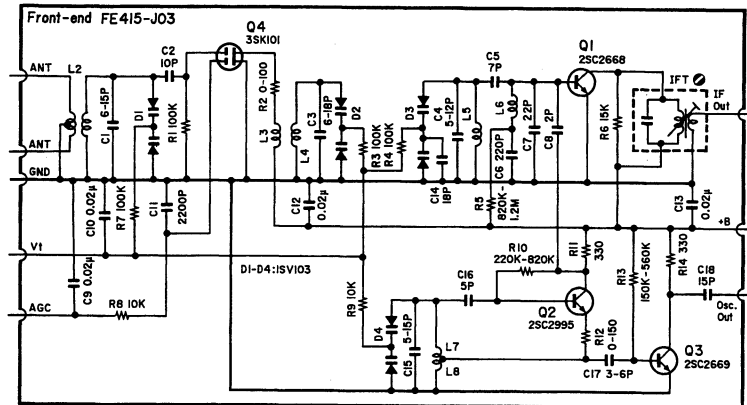 Front-end FE415-J03
Q4
3SK101
ANT
L2
C2
10P
6-15P
C1
D1
R1 100K
R2 0-100
L3
L4
C3
6-18P
D2
R3 100K
R4 100K
D3
C4
5-12P
L5
C5
7P
L6
C6 220P
C7 22P
C8 2P
Q1
2SC2668
R6 15K
IFT
IF
Out
ANT
GND
C10 0.02μ
R7 100K
C11
2200P
C12
0.02μ
C14
18P
R5
820K-
1.2M
C13
0.02μ
+B
Vt
C9 0.02μ
D1-D4:1SV103
R10
220K-820K
R11
330
R13
150K-560K
R14 330
C18
15P
Osc.
Out
AGC
R8 10K
R9 10K
D4
C15
5-15P
C16
5P
L7
L8
Q2
2SC2995
R12
0-150
C17 3-6P
Q3
2SC2669